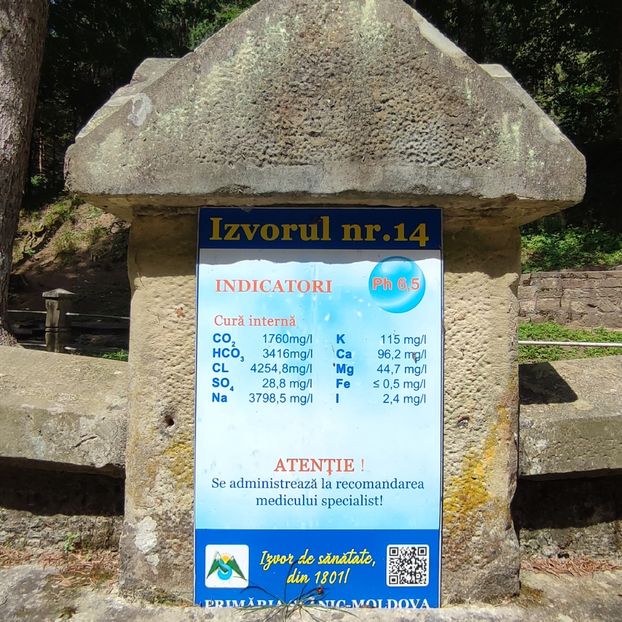 Izvorul nr.14
INDICATORI
Ph 6,5
Cură internă
CO2 1760mg/l K 115 mg/l
HCO3 3416mg/l Ca 96,2 mg/l
CL 4254,8mg/l Mg 44,7 mg/l
SO4 28,8 mg/l Fe ≤ 0,5 mg/l
Na 3798,5 mg/l I 2,4 mg/l
ATENȚIE !
Se administrează la recomandarea
medicului specialist!
Izvor de sănătate,
din 1801!
PRIMĂRIA SLĂNIC-MOLDOVA